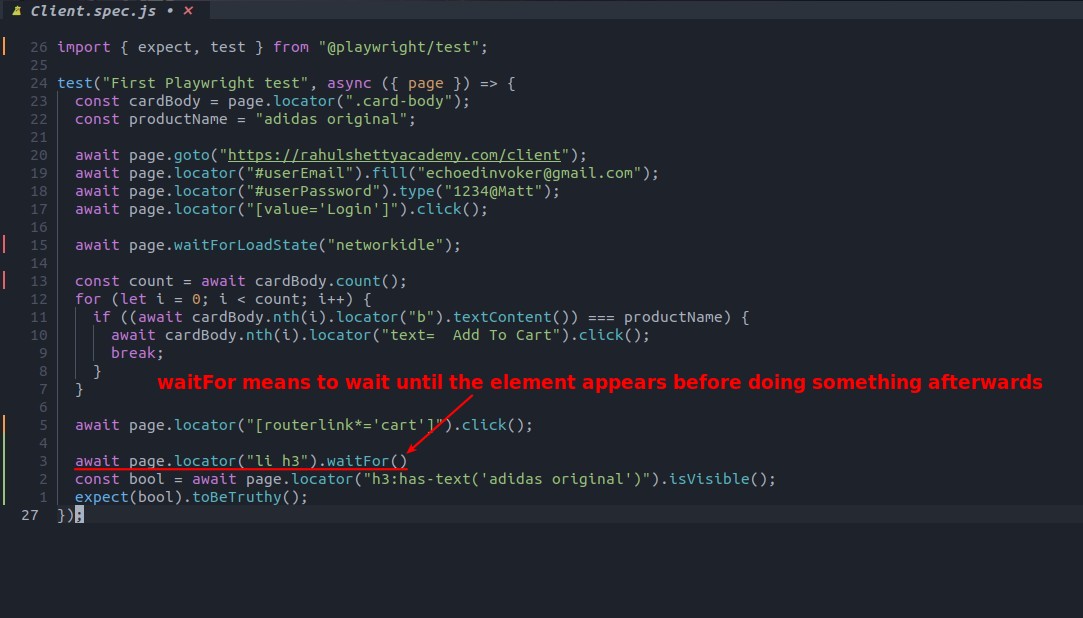 Client.spec.js • ✕
26 import { expect, test } from "@playwright/test";
25
24 test("First Playwright test", async ({ page }) => {
23 const cardBody = page.locator(".card-body");
22 const productName = "adidas original";
21
20 await page.goto("https://rahulshettyacademy.com/client");
19 await page.locator("#userEmail").fill("echoedinvoker@gmail.com");
18 await page.locator("#userPassword").type("1234@Matt");
17 await page.locator("[value='Login']").click();
16
15 await page.waitForLoadState("networkidle");
14
13 const count = await cardBody.count();
12 for (let i = 0; i < count; i++) {
11 if ((await cardBody.nth(i).locator("b").textContent()) === productName) {
10 await cardBody.nth(i).locator("text=  Add To Cart").click();
9 break;
8 }
waitFor means to wait until the element appears before doing something afterwards
7 }
6
5 await page.locator("[routerlink*='cart']").click();
4
3 await page.locator("li h3").waitFor()
2 const bool = await page.locator("h3:has-text('adidas original')").isVisible();
1 expect(bool).toBeTruthy();
27 });